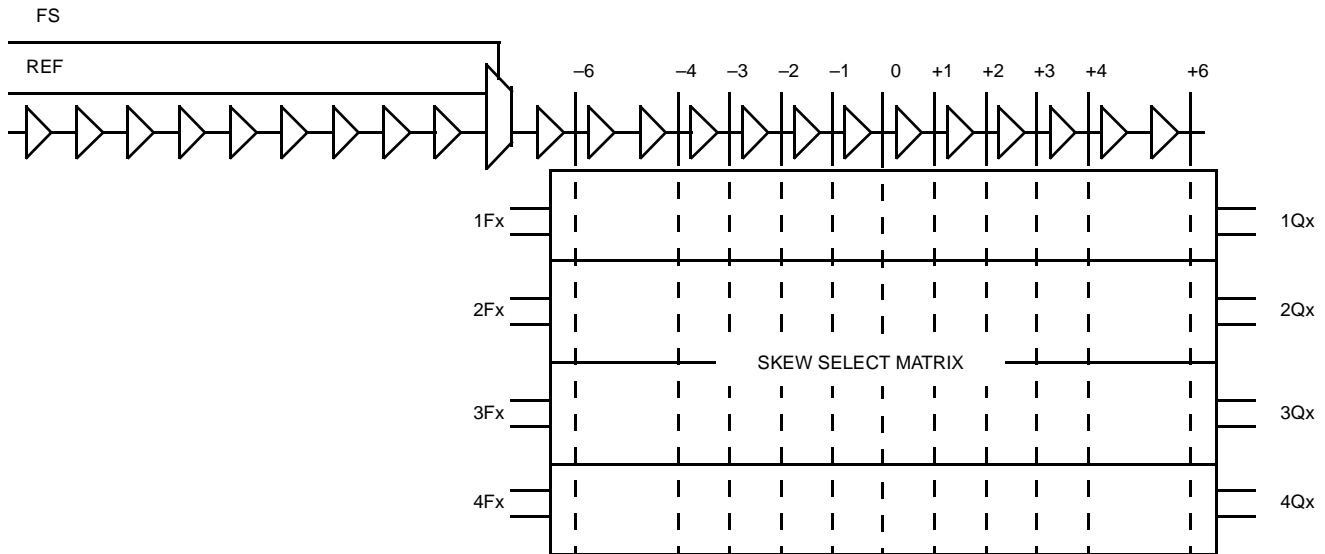 FS
REF
–6 –4 –3 –2 –1 0 +1 +2 +3 +4 +6
1Fx 1Qx
2Fx 2Qx
SKEW SELECT MATRIX
3Fx 3Qx
4Fx 4Qx